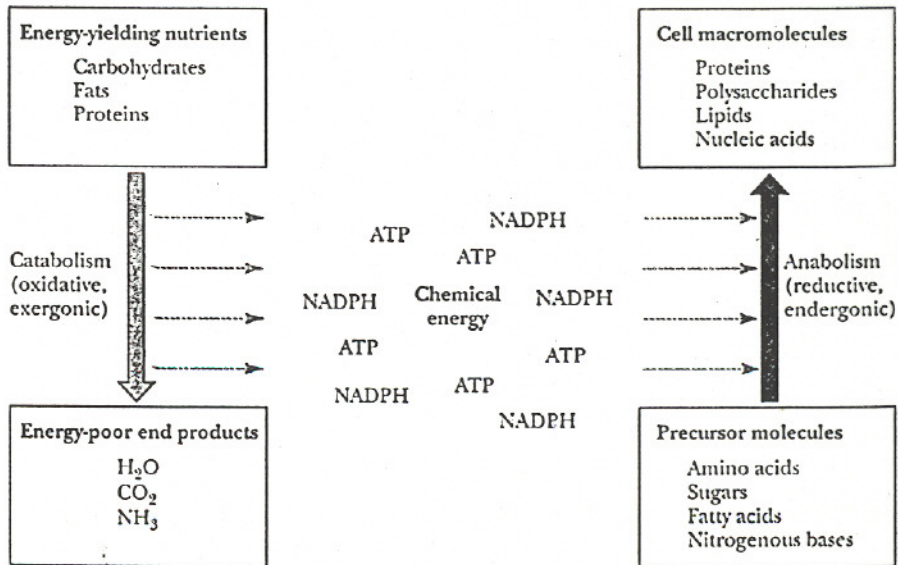 Energy-yielding nutrients
Carbohydrates
Fats
Proteins
Catabolism
(oxidative,
exergonic)
Energy-poor end products
H₂O
CO₂
NH₃
ATP
NADPH
ATP
NADPH
Chemical
energy
NADPH
ATP
ATP
NADPH
ATP
NADPH
Cell macromolecules
Proteins
Polysaccharides
Lipids
Nucleic acids
Anabolism
(reductive,
endergonic)
Precursor molecules
Amino acids
Sugars
Fatty acids
Nitrogenous bases